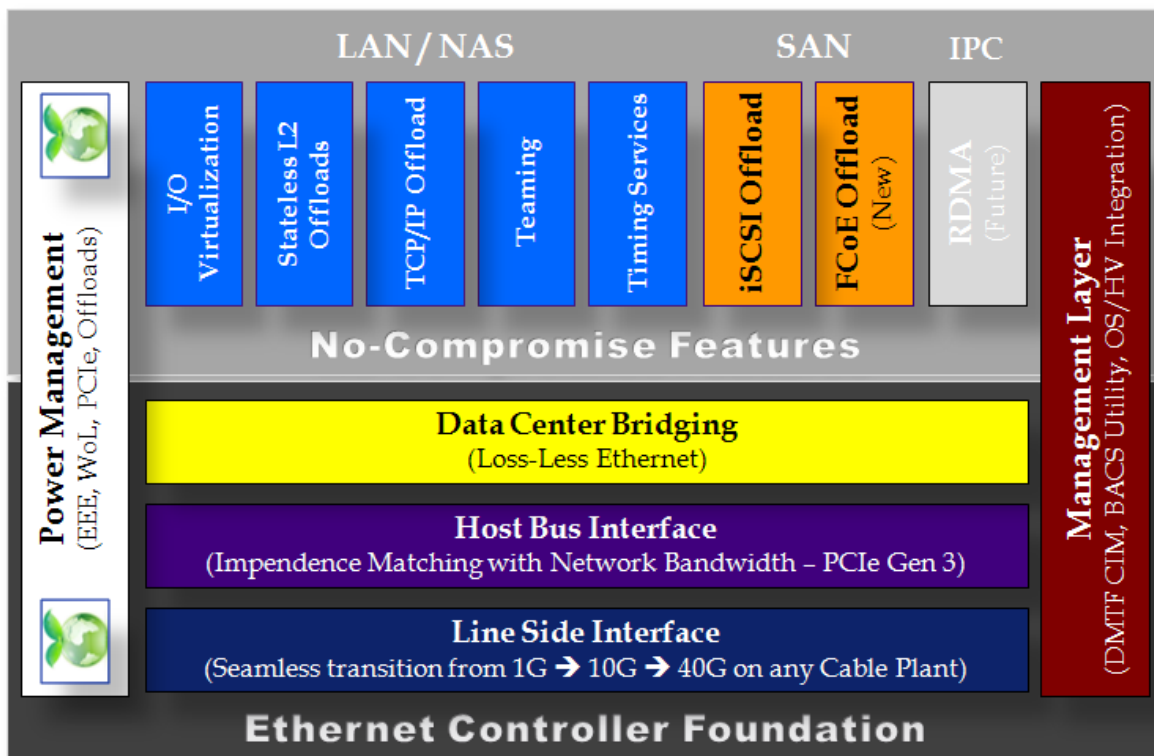 LAN / NAS
SAN
IPC
Power Management
(EEE, WoL, PCIe, Offloads)
I/O
Virtualization
Stateless L2
Offloads
TCP/IP Offload
Teaming
Timing Services
iSCSI Offload
FCoE Offload
(New)
RDMA
(Future)
Management Layer
(DMTF CIM, BACS Utility, OS/HV Integration)
No-Compromise Features
Data Center Bridging
(Loss-Less Ethernet)
Host Bus Interface
(Impendence Matching with Network Bandwidth – PCIe Gen 3)
Line Side Interface
(Seamless transition from 1G ➔ 10G ➔ 40G on any Cable Plant)
Ethernet Controller Foundation